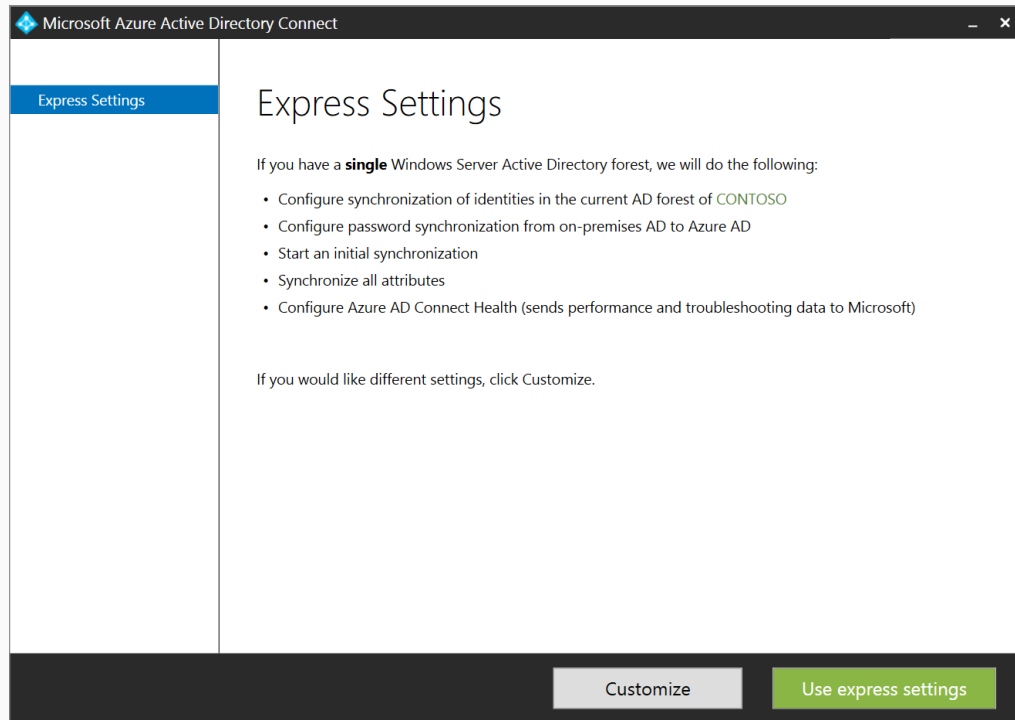 Microsoft Azure Active Directory Connect
Express Settings
Express Settings
If you have a single Windows Server Active Directory forest, we will do the following:
• Configure synchronization of identities in the current AD forest of CONTOSO
• Configure password synchronization from on-premises AD to Azure AD
• Start an initial synchronization
• Synchronize all attributes
• Configure Azure AD Connect Health (sends performance and troubleshooting data to Microsoft)
If you would like different settings, click Customize.
Customize
Use express settings